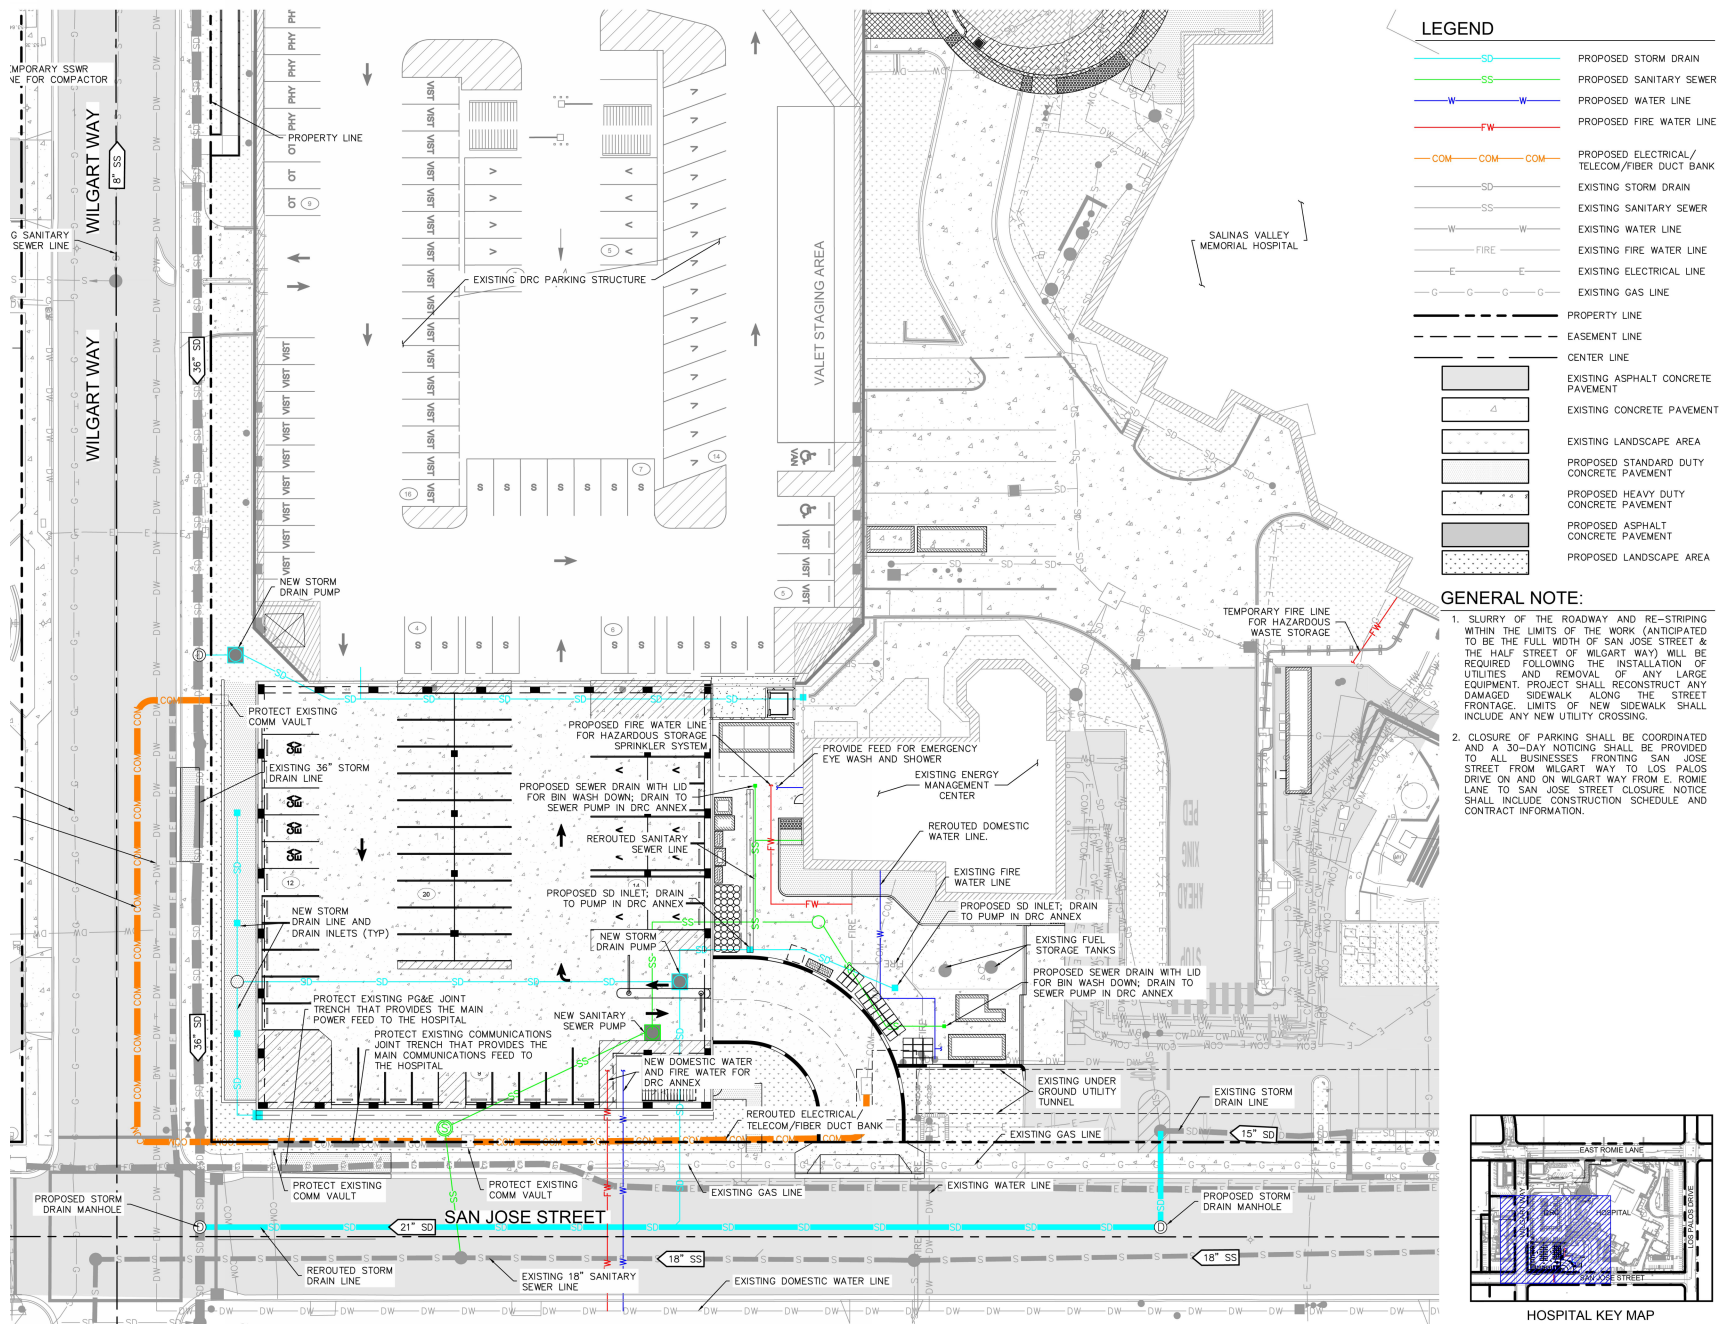 LEGEND
PROPOSED STORM DRAIN
PROPOSED SANITARY SEWER
PROPOSED WATER LINE
PROPOSED FIRE WATER LINE
PROPOSED ELECTRICAL/
TELECOM/FIBER DUCT BANK
EXISTING STORM DRAIN
EXISTING SANITARY SEWER
EXISTING WATER LINE
EXISTING FIRE WATER LINE
EXISTING ELECTRICAL LINE
EXISTING GAS LINE
PROPERTY LINE
EASEMENT LINE
CENTER LINE
EXISTING ASPHALT CONCRETE
PAVEMENT
EXISTING CONCRETE PAVEMENT
EXISTING LANDSCAPE AREA
PROPOSED STANDARD DUTY
CONCRETE PAVEMENT
PROPOSED HEAVY DUTY
CONCRETE PAVEMENT
PROPOSED ASPHALT
CONCRETE PAVEMENT
PROPOSED LANDSCAPE AREA
GENERAL NOTE:
1. SLURRY OF THE ROADWAY AND RE-STRIPING
WITHIN THE LIMITS OF THE WORK (ANTICIPATED
TO BE THE FULL WIDTH OF SAN JOSE STREET &
THE HALF STREET OF WILGART WAY) WILL BE
REQUIRED FOLLOWING THE INSTALLATION OF
UTILITIES AND REMOVAL OF ANY LARGE
EQUIPMENT. PROJECT SHALL RECONSTRUCT ANY
DAMAGED SIDEWALK ALONG THE STREET
FRONTAGE. LIMITS OF NEW SIDEWALK SHALL
INCLUDE ANY NEW UTILITY CROSSING.
2. CLOSURE OF PARKING SHALL BE COORDINATED
AND A 30-DAY NOTICING SHALL BE PROVIDED
TO ALL BUSINESSES FRONTING SAN JOSE
STREET FROM WILGART WAY TO LOS PALOS
DRIVE ON AND ON WILGART WAY FROM E. ROMIE
LANE TO SAN JOSE STREET CLOSURE NOTICE
SHALL INCLUDE CONSTRUCTION SCHEDULE AND
CONTRACT INFORMATION.
EMPORARY SSWR
NE FOR COMPACTOR
WILGART WAY
8" SS
PROPERTY LINE
G SANITARY
SEWER LINE
WILGART WAY
36" SD
EXISTING DRC PARKING STRUCTURE
VALET STAGING AREA
SALINAS VALLEY
MEMORIAL HOSPITAL
NEW STORM
DRAIN PUMP
TEMPORARY FIRE LINE
FOR HAZARDOUS
WASTE STORAGE
PROTECT EXISTING
COMM VAULT
PROPOSED FIRE WATER LINE
FOR HAZARDOUS STORAGE
SPRINKLER SYSTEM
PROVIDE FEED FOR EMERGENCY
EYE WASH AND SHOWER
EXISTING 36" STORM
DRAIN LINE
EXISTING ENERGY
MANAGEMENT
CENTER
PROPOSED SEWER DRAIN WITH LID
FOR BIN WASH DOWN; DRAIN TO
SEWER PUMP IN DRC ANNEX
REROUTED DOMESTIC
WATER LINE.
REROUTED SANITARY
SEWER LINE
EXISTING FIRE
WATER LINE
PROPOSED SD INLET; DRAIN
TO PUMP IN DRC ANNEX
PROPOSED SD INLET; DRAIN
TO PUMP IN DRC ANNEX
NEW STORM
DRAIN LINE AND
DRAIN INLETS (TYP)
NEW STORM
DRAIN PUMP
EXISTING FUEL
STORAGE TANKS
PROPOSED SEWER DRAIN WITH LID
FOR BIN WASH DOWN; DRAIN TO
SEWER PUMP IN DRC ANNEX
PROTECT EXISTING PG&E JOINT
TRENCH THAT PROVIDES THE MAIN
POWER FEED TO THE HOSPITAL
NEW SANITARY
SEWER PUMP
36" SD
PROTECT EXISTING COMMUNICATIONS
JOINT TRENCH THAT PROVIDES THE
MAIN COMMUNICATIONS FEED TO
THE HOSPITAL
NEW DOMESTIC WATER
AND FIRE WATER FOR
DRC ANNEX
EXISTING UNDER
GROUND UTILITY
TUNNEL
EXISTING STORM
DRAIN LINE
REROUTED ELECTRICAL/
TELECOM/FIBER DUCT BANK
EXISTING GAS LINE
15" SD
PED
XING
AHEAD
STOP
PROTECT EXISTING
COMM VAULT
PROTECT EXISTING
COMM VAULT
EXISTING GAS LINE
EXISTING WATER LINE
PROPOSED STORM
DRAIN MANHOLE
PROPOSED STORM
DRAIN MANHOLE
SAN JOSE STREET
21" SD
18" SS
18" SS
REROUTED STORM
DRAIN LINE
EXISTING 18" SANITARY
SEWER LINE
EXISTING DOMESTIC WATER LINE
EAST ROMIE LANE
WILGART WAY
DRC
HOSPITAL
LOS PALOS DRIVE
SAN JOSE STREET
HOSPITAL KEY MAP